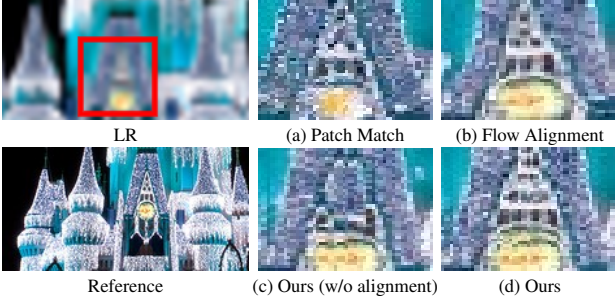 LR
(a) Patch Match
(b) Flow Alignment
Reference
(c) Ours (w/o alignment)
(d) Ours